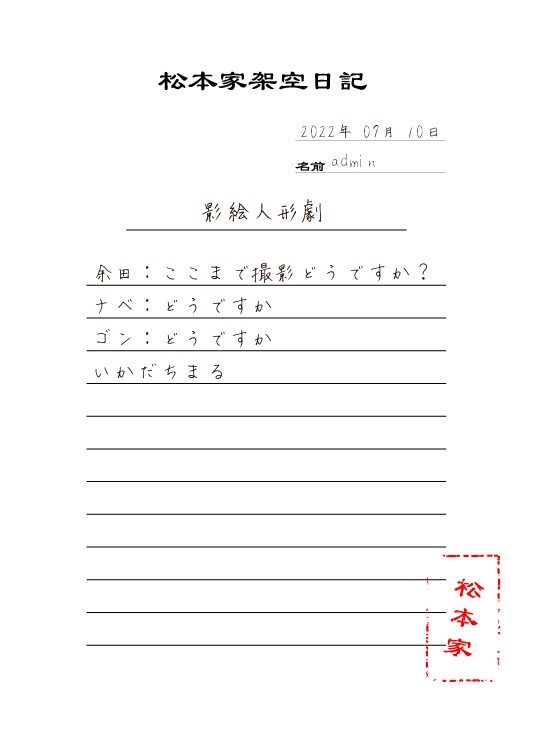 松本家架空日記
2022年 07月 10日
名前 admin
影絵人形劇
余田：ここまで撮影どうですか？
ナベ：どうですか
ゴン：どうですか
いかだちまる
松
本
家